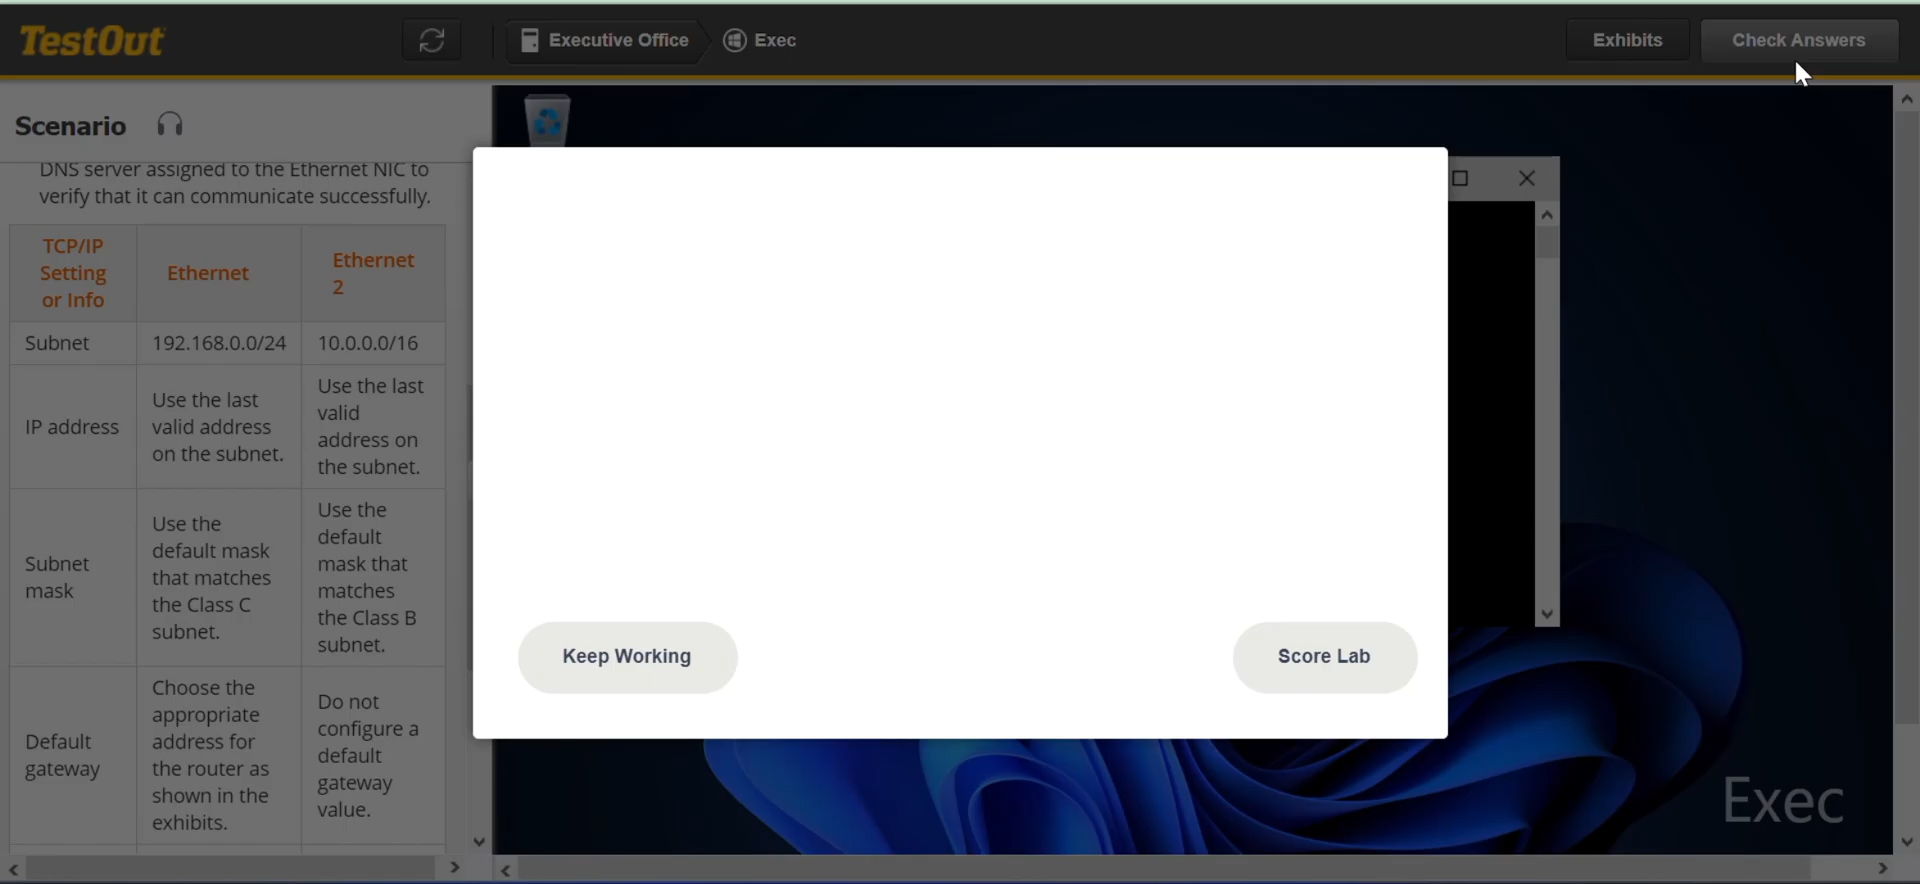 TestOut
Executive Office
Exec
Exhibits
Check Answers
Scenario
DNS server assigned to the Ethernet NIC to
verify that it can communicate successfully.
TCP/IP
Setting
or Info
Ethernet
Ethernet
2
Subnet
192.168.0.0/24
10.0.0.0/16
IP address
Use the last
valid address
on the subnet.
Use the last
valid
address on
the subnet.
Subnet
mask
Use the
default mask
that matches
the Class C
subnet.
Use the
default
mask that
matches
the Class B
subnet.
Default
gateway
Choose the
appropriate
address for
the router as
shown in the
exhibits.
Do not
configure a
default
gateway
value.
Keep Working
Score Lab
Exec